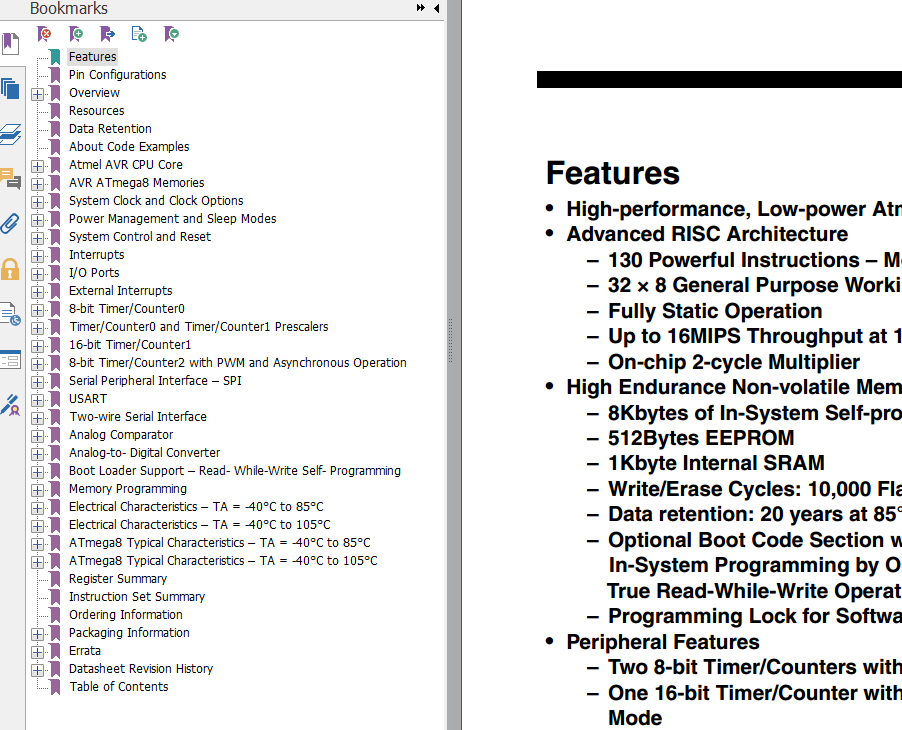 Bookmarks
Features
Pin Configurations
Overview
Resources
Data Retention
About Code Examples
Atmel AVR CPU Core
AVR ATmega8 Memories
System Clock and Clock Options
Power Management and Sleep Modes
System Control and Reset
Interrupts
I/O Ports
External Interrupts
8-bit Timer/Counter0
Timer/Counter0 and Timer/Counter1 Prescalers
16-bit Timer/Counter1
8-bit Timer/Counter2 with PWM and Asynchronous Operation
Serial Peripheral Interface – SPI
USART
Two-wire Serial Interface
Analog Comparator
Analog-to- Digital Converter
Boot Loader Support – Read- While-Write Self- Programming
Memory Programming
Electrical Characteristics – TA = -40°C to 85°C
Electrical Characteristics – TA = -40°C to 105°C
ATmega8 Typical Characteristics – TA = -40°C to 85°C
ATmega8 Typical Characteristics – TA = -40°C to 105°C
Register Summary
Instruction Set Summary
Ordering Information
Packaging Information
Errata
Datasheet Revision History
Table of Contents
Features
• High-performance, Low-power
• Advanced RISC Architecture
– 130 Powerful Instructions –
– 32 × 8 General Purpose
– Fully Static Operation
– Up to 16MIPS Throughput at
– On-chip 2-cycle Multiplier
• High Endurance Non-volatile
– 8Kbytes of In-System
– 512Bytes EEPROM
– 1Kbyte Internal SRAM
– Write/Erase Cycles: 10,000
– Data retention: 20 years at 85°
– Optional Boot Code Section
In-System Programming by
True Read-While-Write
– Programming Lock for
• Peripheral Features
– Two 8-bit Timer/Counters with
– One 16-bit Timer/Counter with
Mode